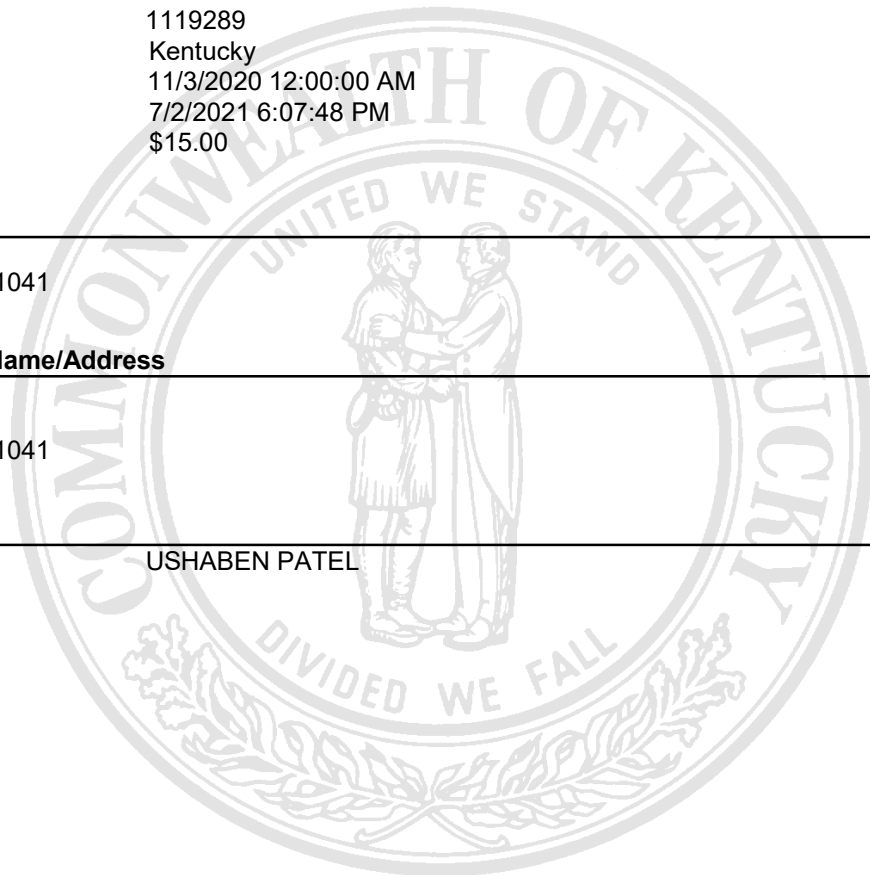 1119289
Kentucky
11/3/2020 12:00:00 AM
7/2/2021 6:07:48 PM
$15.00
1041
Name/Address
1041
USHABEN PATEL
COMMONWEALTH OF KENTUCKY
UNITED WE STAND
DIVIDED WE FALL